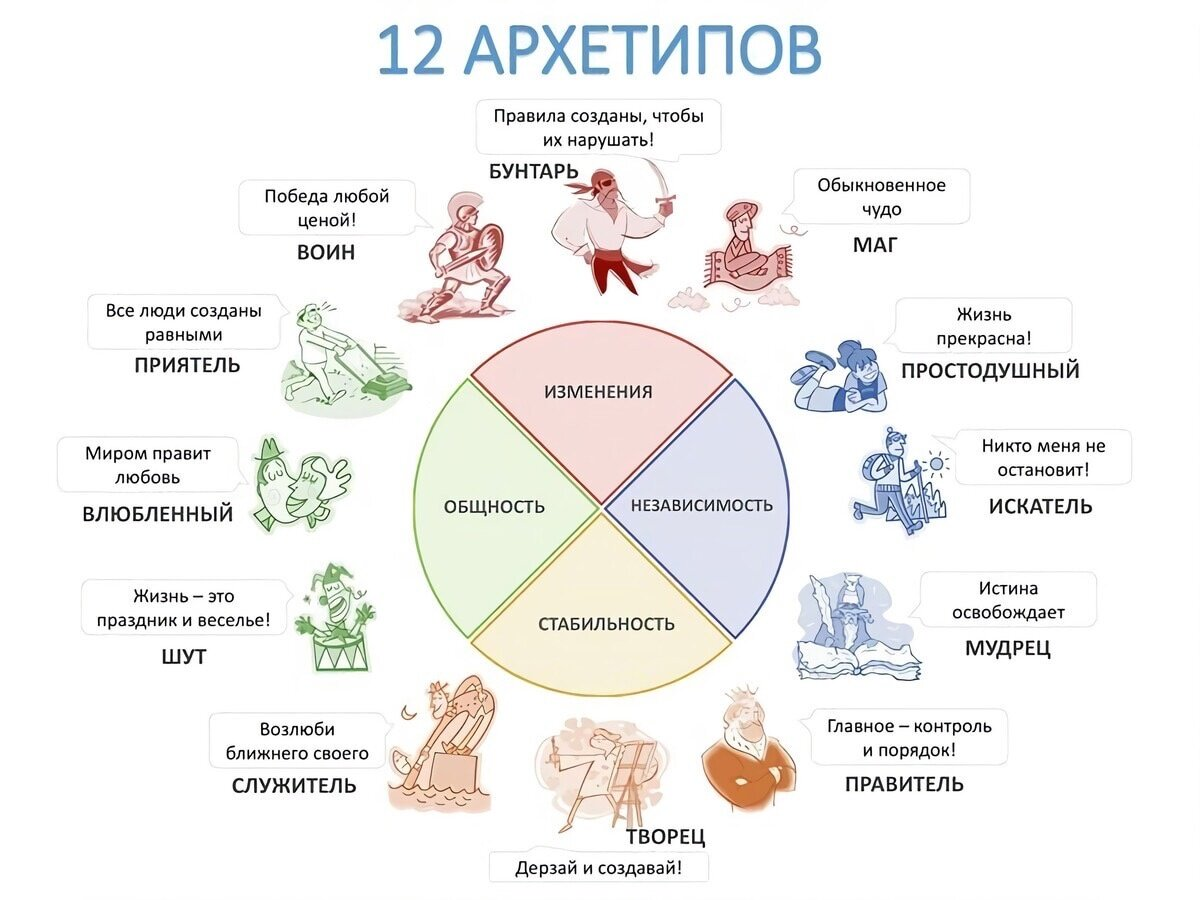 12 АРХЕТИПОВ
Правила созданы, чтобы
их нарушать!
БУНТАРЬ
Победа любой
ценой!
ВОИН
Обыкновенное
чудо
МАГ
Все люди созданы
равными
ПРИЯТЕЛЬ
Жизнь
прекрасна!
ПРОСТОДУШНЫЙ
Миром правит
любовь
ВЛЮБЛЕННЫЙ
Никто меня не
остановит!
ИСКАТЕЛЬ
ИЗМЕНЕНИЯ
ОБЩНОСТЬ
НЕЗАВИСИМОСТЬ
СТАБИЛЬНОСТЬ
Жизнь – это
праздник и веселье!
ШУТ
Истина
освобождает
МУДРЕЦ
Возлюби
ближнего своего
СЛУЖИТЕЛЬ
Главное – контроль
и порядок!
ПРАВИТЕЛЬ
ТВОРЕЦ
Дерзай и создавай!